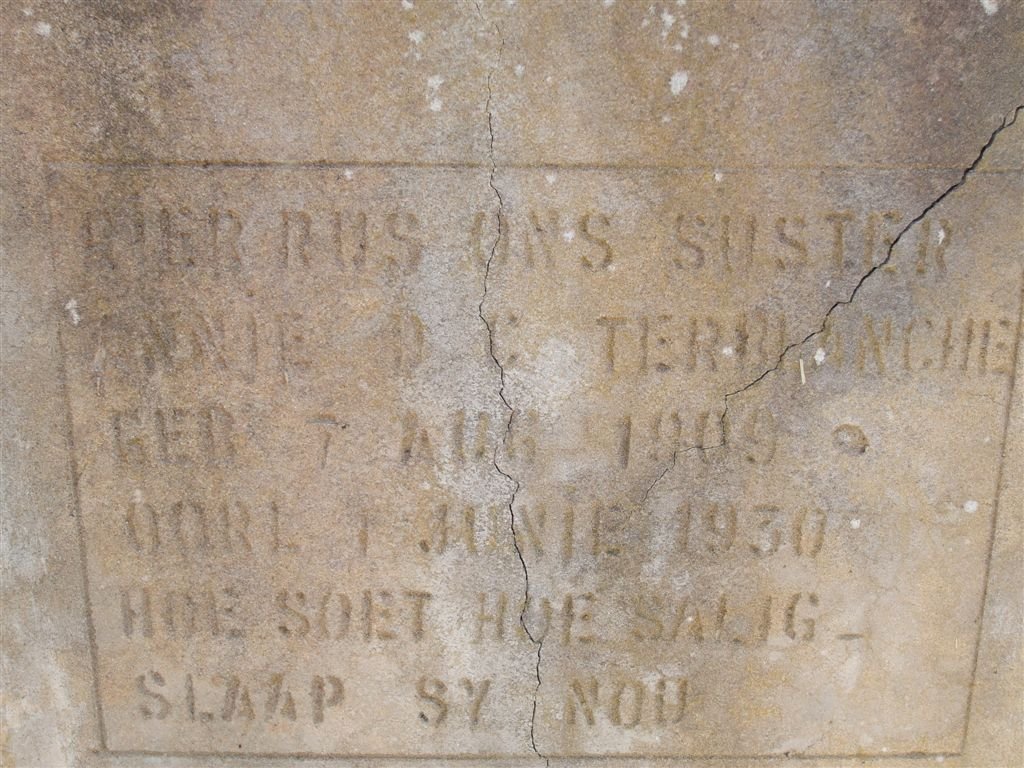 HIER RUS ONS SUSTER
ANNIE D C TERBLANCHE
GEB 7 AUG 1909
OORL 1 JUNIE 1930
HOE SOET HOE SALIG
SLAAP SY NOU